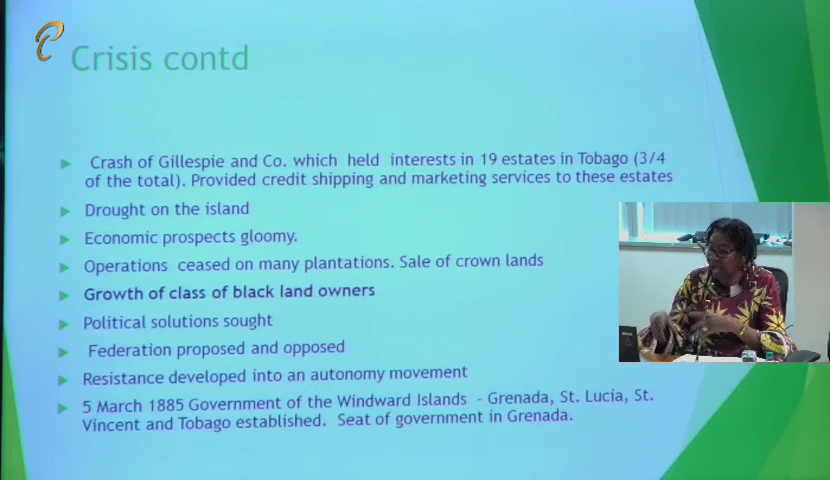 Crisis contd
Crash of Gillespie and Co. which held interests in 19 estates in Tobago (3/4
of the total). Provided credit shipping and marketing services to these estates
Drought on the island
Economic prospects gloomy.
Operations ceased on many plantations. Sale of crown lands
Growth of class of black land owners
Political solutions sought
Federation proposed and opposed
Resistance developed into an autonomy movement
5 March 1885 Government of the Windward Islands - Grenada, St. Lucia, St.
Vincent and Tobago established. Seat of government in Grenada.